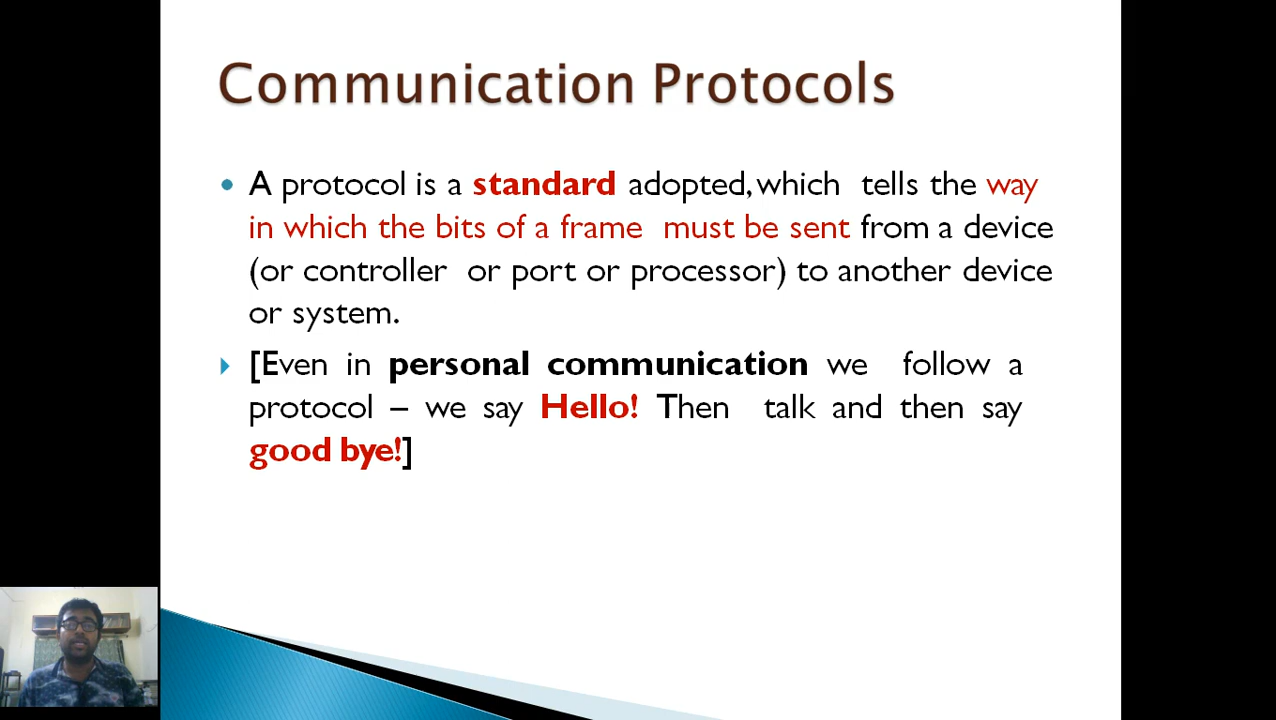 Communication Protocols
A protocol is a standard adopted, which tells the way
in which the bits of a frame must be sent from a device
(or controller or port or processor) to another device
or system.
[Even in personal communication we follow a
protocol – we say Hello! Then talk and then say
good bye!]